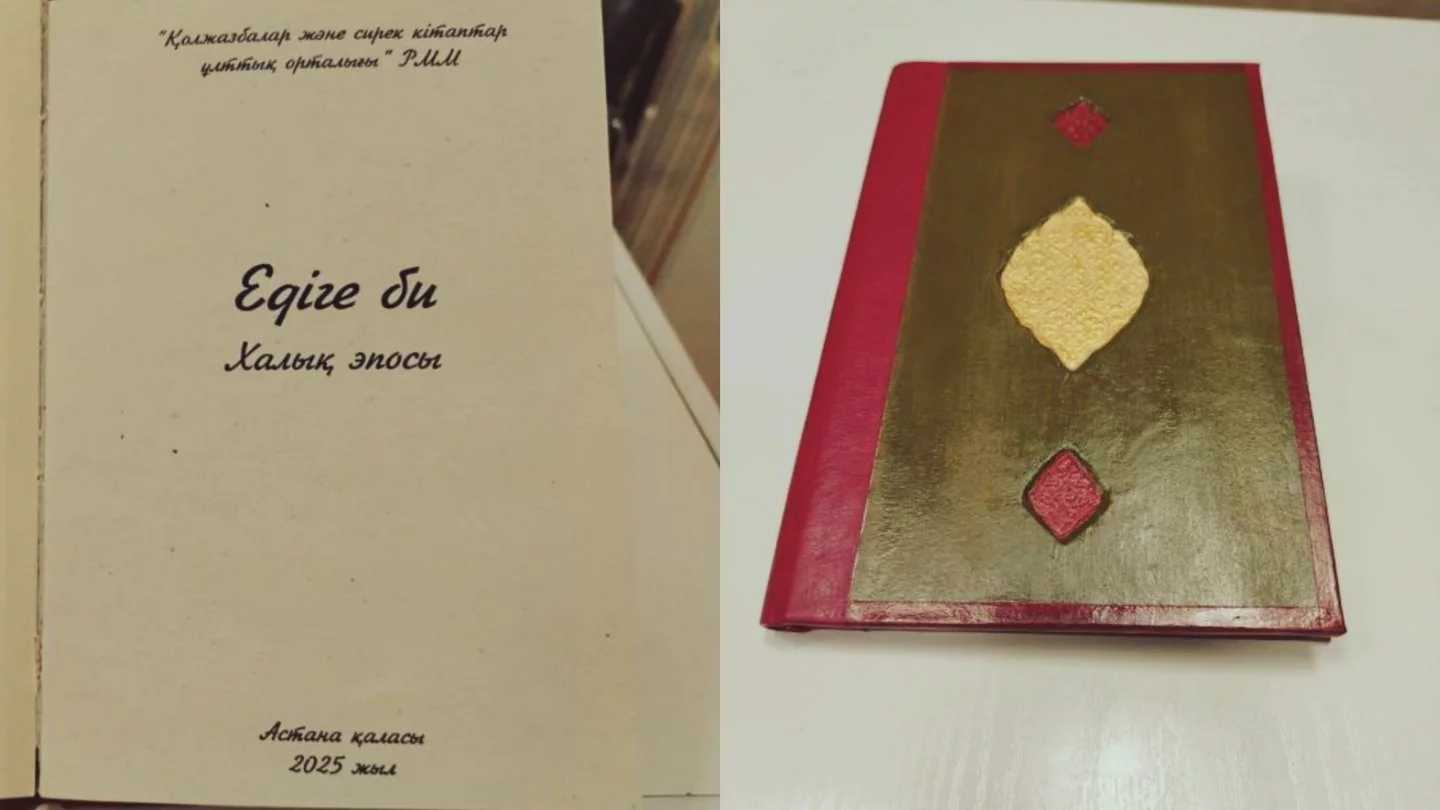 "Қолжазбалар және сирек кітаптар
ұлттық орталығы" РММ
Едіге би
Халық эпосы
Астана қаласы
2025 жыл